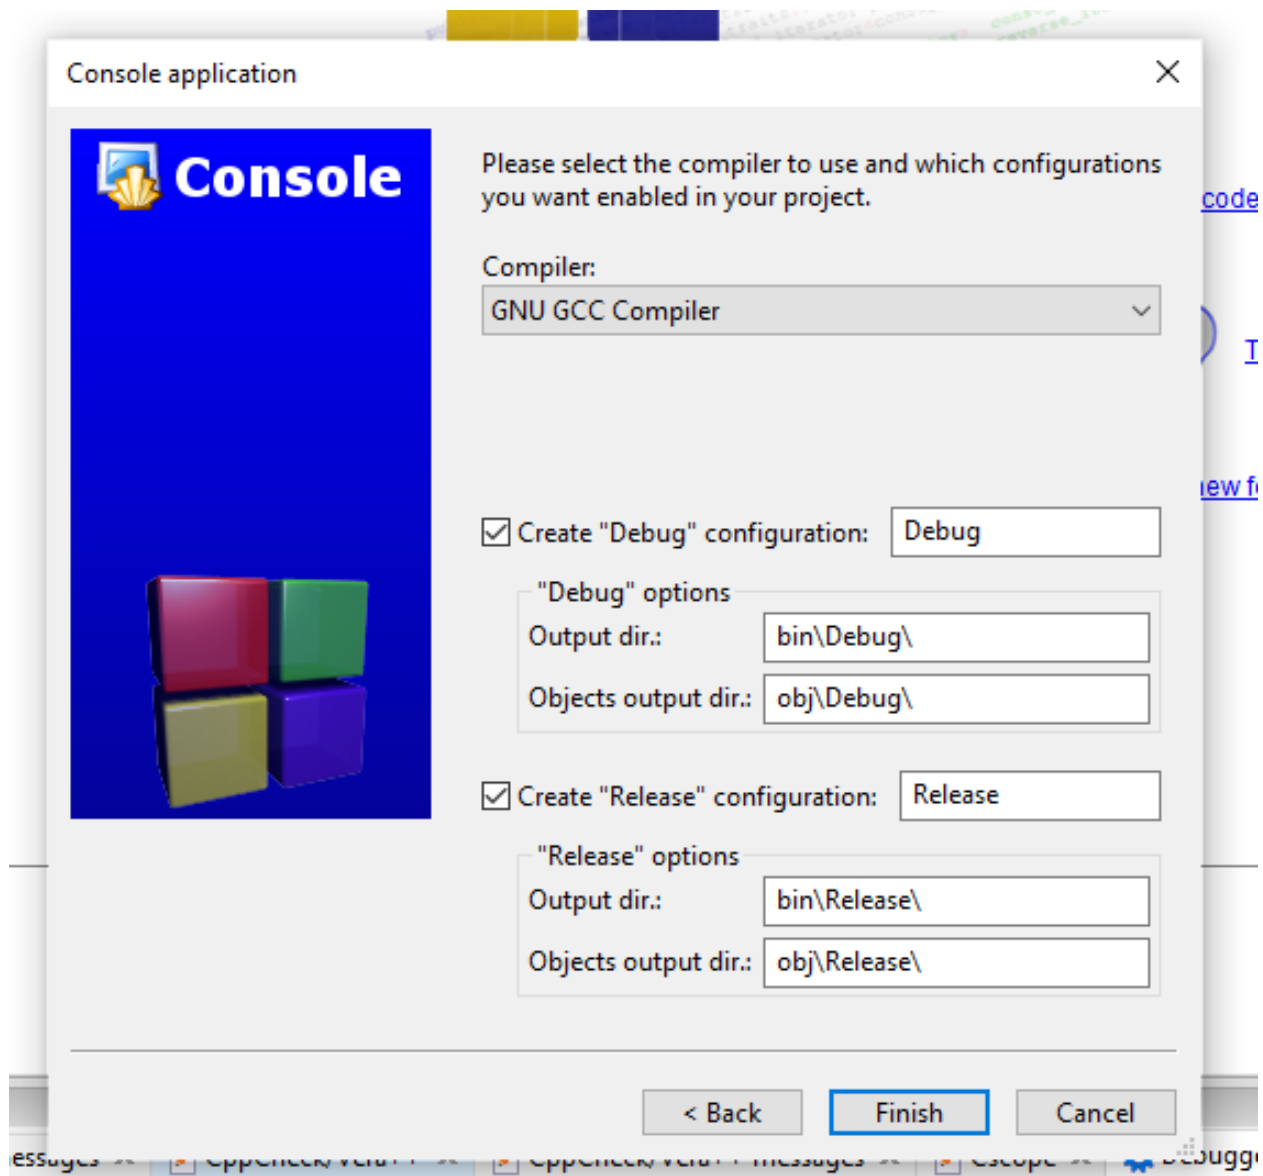 Console application
Console
Please select the compiler to use and which configurations
you want enabled in your project.
Compiler:
GNU GCC Compiler
Create "Debug" configuration: Debug
"Debug" options
Output dir.: bin\Debug\
Objects output dir.: obj\Debug\
Create "Release" configuration: Release
"Release" options
Output dir.: bin\Release\
Objects output dir.: obj\Release\
< Back Finish Cancel
code
T